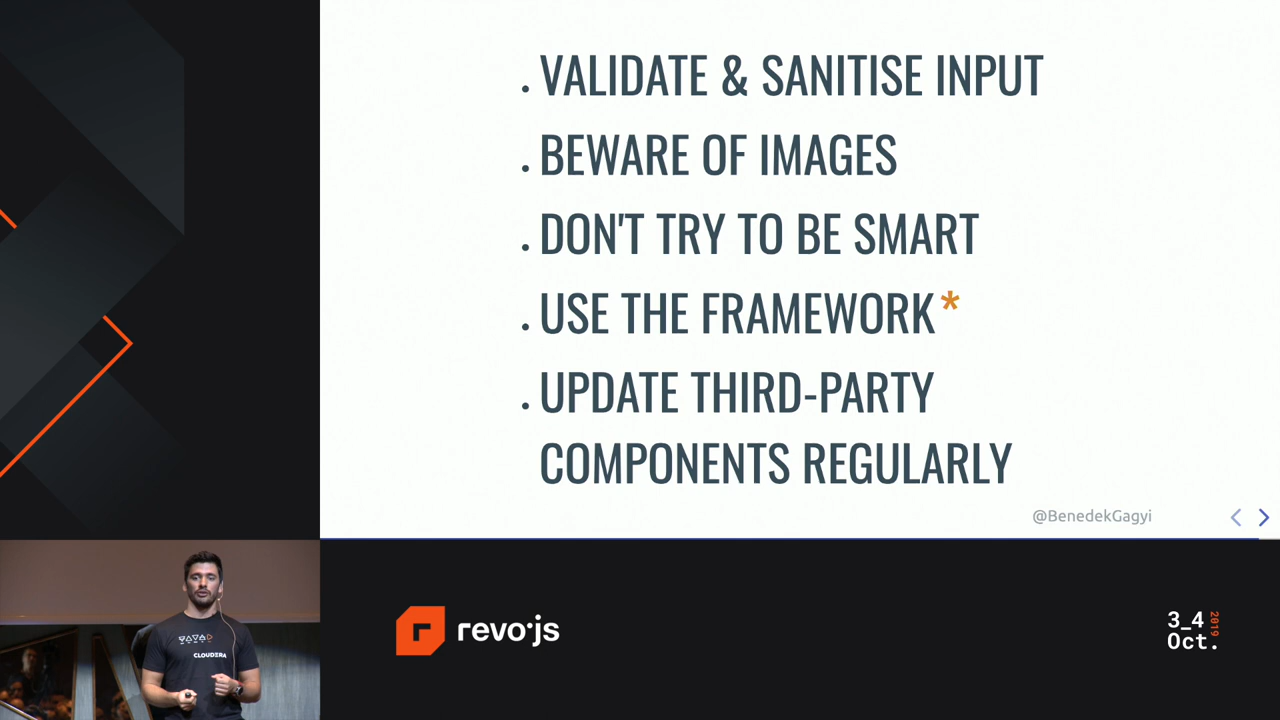 VALIDATE & SANITISE INPUT
BEWARE OF IMAGES
DON'T TRY TO BE SMART
USE THE FRAMEWORK*
UPDATE THIRD-PARTY
COMPONENTS REGULARLY
@BenedekGagyi
CLOUDERA
r revo·js
3_4 2019
Oct.